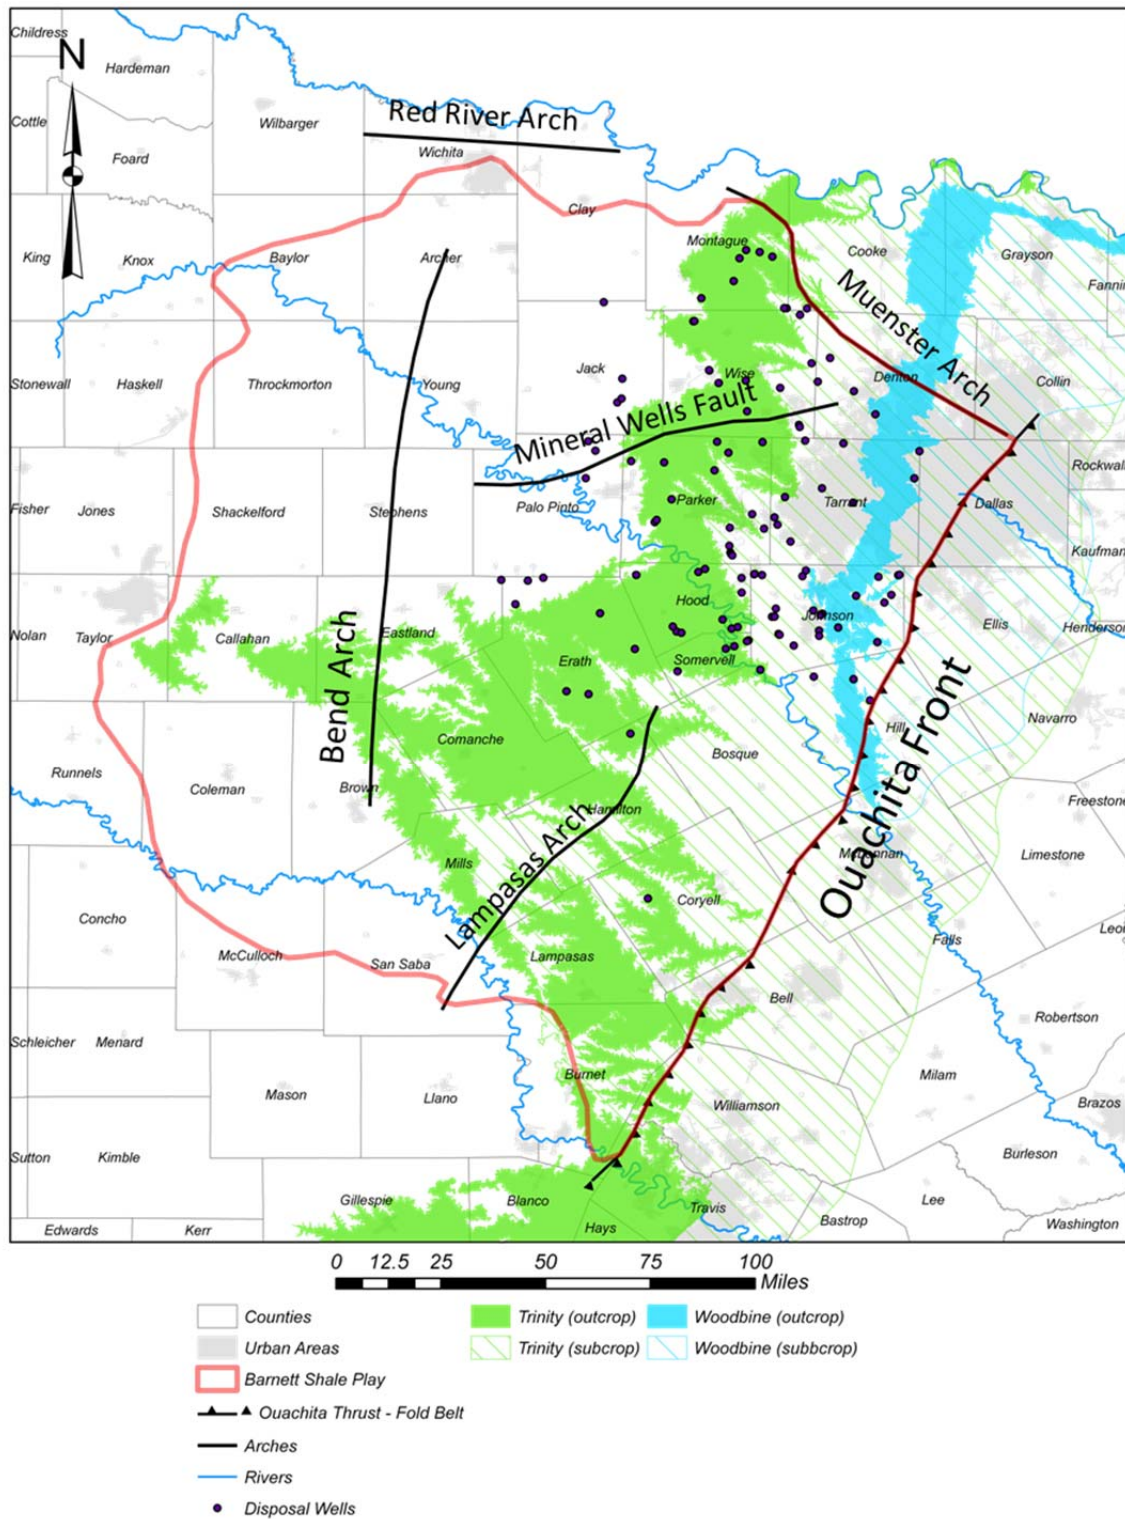 Childress
N
Hardeman
Red River Arch
Cottle
Wilbarger
Foard
Wichita
Clay
Montague
Cooke
Grayson
King
Knox
Baylor
Archer
Fannin
Muenster Arch
Stonewall
Haskell
Throckmorton
Young
Jack
Wise
Denton
Collin
Mineral Wells Fault
Rockwall
Fisher
Jones
Shackelford
Stephens
Palo Pinto
Parker
Tarrant
Dallas
Kaufman
Hood
Johnson
Ellis
Henderson
Nolan
Taylor
Callahan
Eastland
Erath
Somervell
Bend Arch
Ouachita Front
Navarro
Runnels
Coleman
Brown
Comanche
Bosque
Hill
Freestone
Hamilton
Lampasas Arch
Mills
McLennan
Limestone
Concho
Coryell
Leon
McCulloch
San Saba
Lampasas
Falls
Bell
Robertson
Schleicher
Menard
Burnet
Milam
Mason
Llano
Williamson
Brazos
Sutton
Kimble
Burleson
Gillespie
Blanco
Travis
Lee
Edwards
Kerr
Hays
Bastrop
Washington
0 12.5 25 50 75 100
Miles
Counties
Trinity (outcrop)
Woodbine (outcrop)
Urban Areas
Trinity (subcrop)
Woodbine (subbcrop)
Barnett Shale Play
Ouachita Thrust - Fold Belt
Arches
Rivers
Disposal Wells